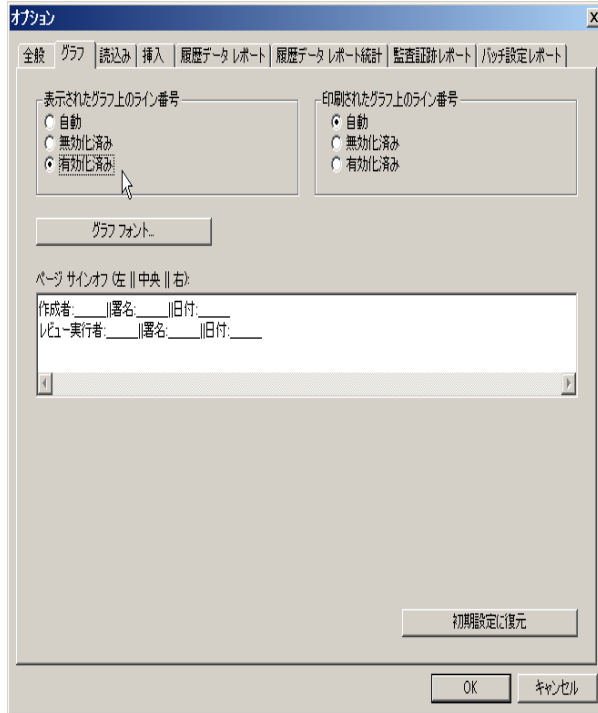 オプション
X
全般 グラフ 読込み 挿入 履歴データ レポート 履歴データ レポート統計 監査証跡レポート バッチ設定レポート
表示されたグラフ上のライン番号
自動
無効化済み
有効化済み
印刷されたグラフ上のライン番号
自動
無効化済み
有効化済み
グラフ フォント...
ページ サインオフ (左 || 中央 || 右):
作成者:_____||署名:_____||日付:_____
レビュー実行者:_____||署名:_____||日付:_____
初期設定に復元
OK キャンセル